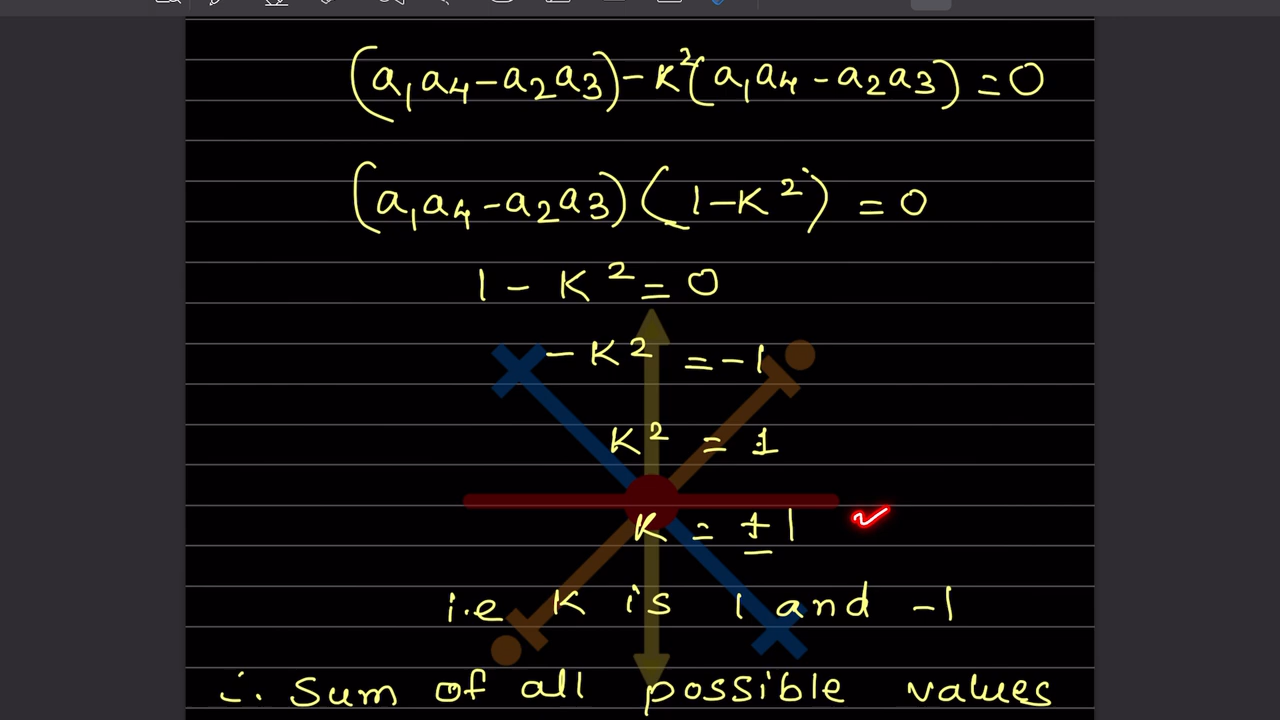 (a₁a₄-a₂a₃)-K²(a₁a₄-a₂a₃)=0
(a₁a₄-a₂a₃)(1-K²)=0
1-K²=0
-K²=-1
K²=1
K=±1
i.e K is 1 and -1
∴ Sum of all possible values